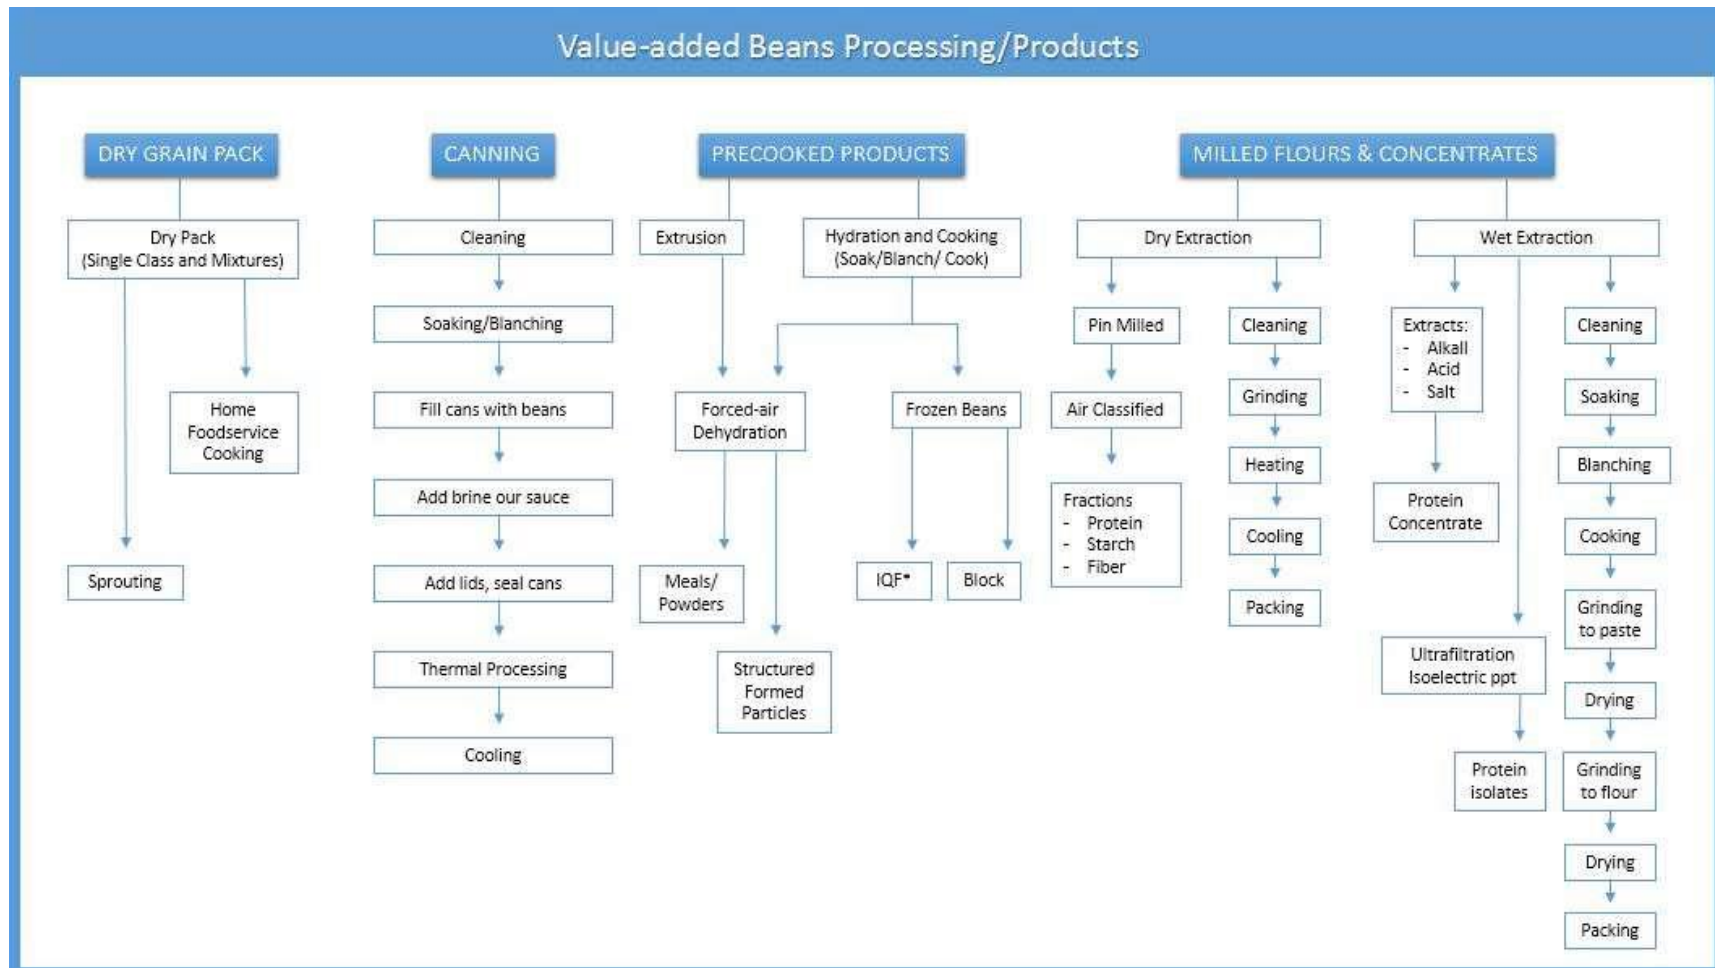 Value-added Beans Processing/Products
DRY GRAIN PACK
Dry Pack
(Single Class and Mixtures)
Home
Foodservice
Cooking
Sprouting
CANNING
Cleaning
Soaking/Blanching
Fill cans with beans
Add brine our sauce
Add lids, seal cans
Thermal Processing
Cooling
PRECOOKED PRODUCTS
Extrusion
Hydration and Cooking
(Soak/Blanch/ Cook)
Forced-air
Dehydration
Frozen Beans
Meals/
Powders
Structured
Formed
Particles
IQF*
Block
MILLED FLOURS & CONCENTRATES
Dry Extraction
Pin Milled
Air Classified
Fractions
- Protein
- Starch
- Fiber
Cleaning
Grinding
Heating
Cooling
Packing
Wet Extraction
Extracts:
- Alkall
- Acid
- Salt
Protein
Concentrate
Ultrafiltration
Isoelectric ppt
Protein
isolates
Cleaning
Soaking
Blanching
Cooking
Grinding
to paste
Drying
Grinding
to flour
Drying
Packing